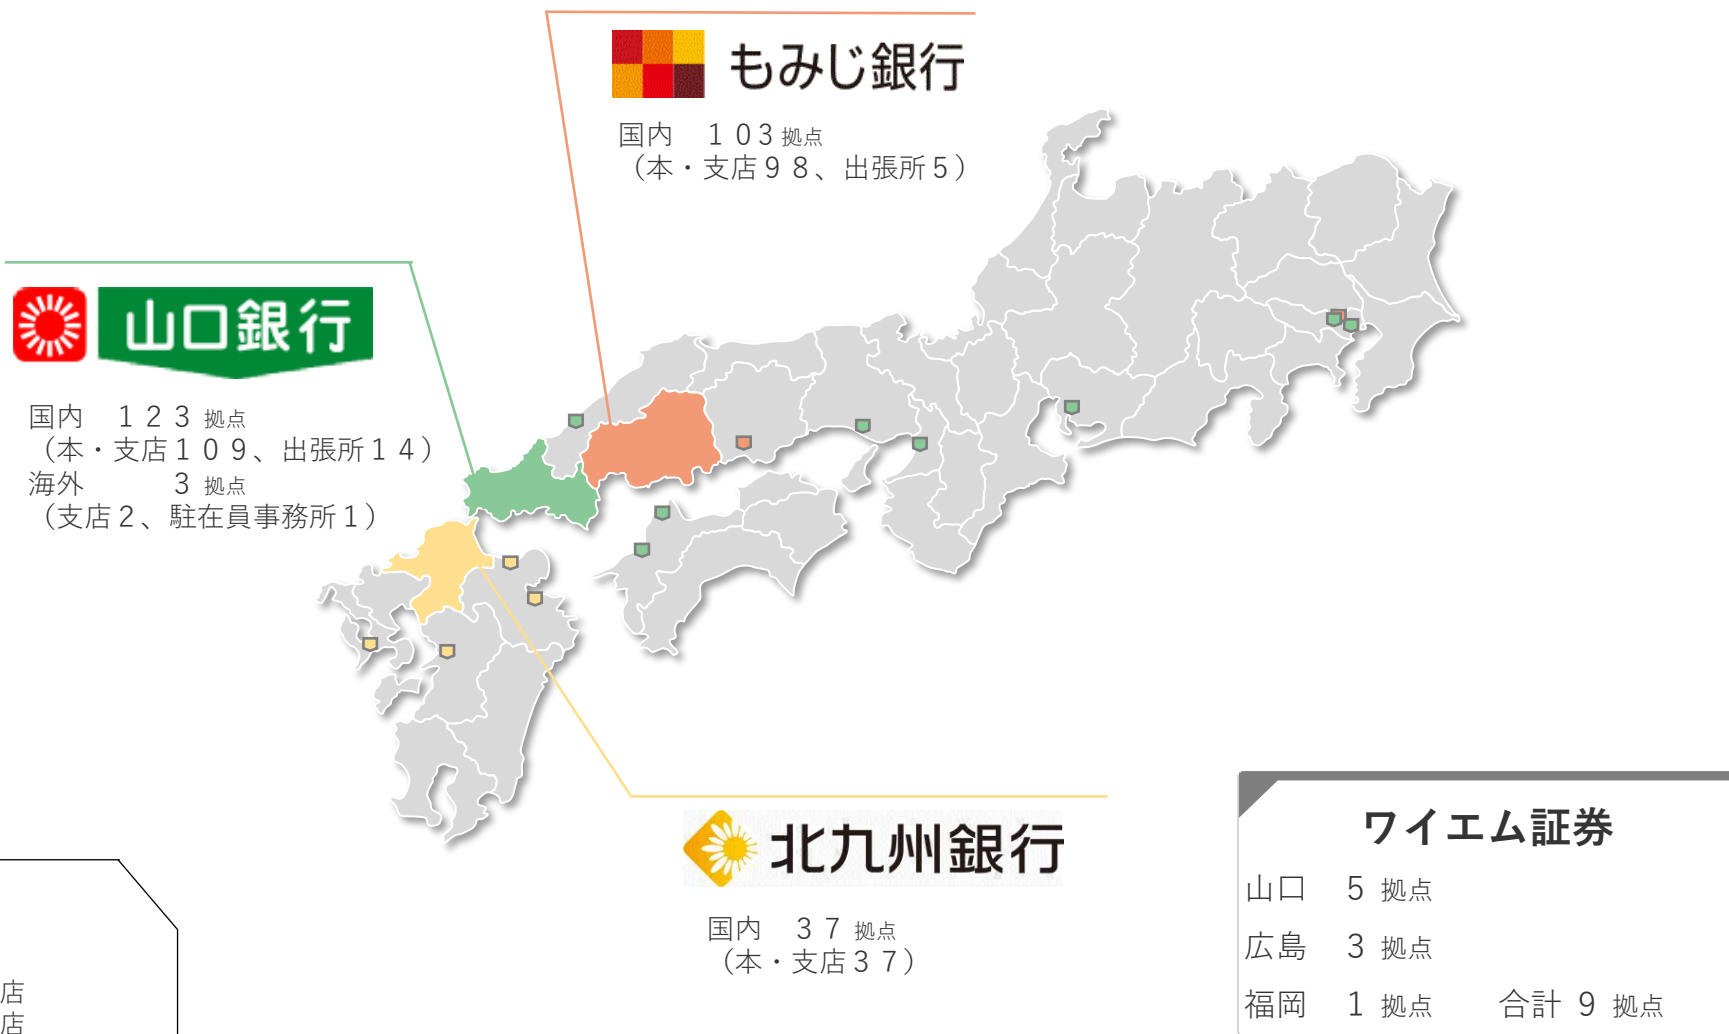 もみじ銀行
国内　１０３拠点
（本・支店９８、出張所５）
山口銀行
国内　１２３拠点
（本・支店１０９、出張所１４）
海外　　　３拠点
（支店２、駐在員事務所１）
北九州銀行
国内　３７拠点
（本・支店３７）
ワイエム証券
山口　5 拠点
広島　3 拠点
福岡　1 拠点　　合計 9 拠点
店
店